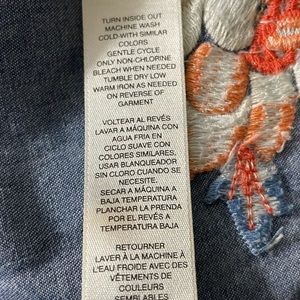 TURN INSIDE OUT
MACHINE WASH
COLD-WITH SIMILAR
COLORS
GENTLE CYCLE
ONLY NON-CHLORINE
BLEACH WHEN NEEDED
TUMBLE DRY LOW
WARM IRON AS NEEDED
ON REVERSE OF
GARMENT
VOLTEAR AL REVÉS
LAVAR A MÁQUINA CON
AGUA FRIA EN
CICLO SUAVE CON
COLORES SIMILARES,
USAR BLANQUEADOR
SIN CLORO CUANDO SE
NECESITE.
SECAR A MÁQUINA A
BAJA TEMPERATURA
PLANCHAR LA PRENDA
POR EL REVÉS A
TEMPERATURA BAJA
RETOURNER
LAVER À LA MACHINE À
L'EAU FROIDE AVEC DES
VÊTEMENTS DE
COULEURS
SEMBLABLES